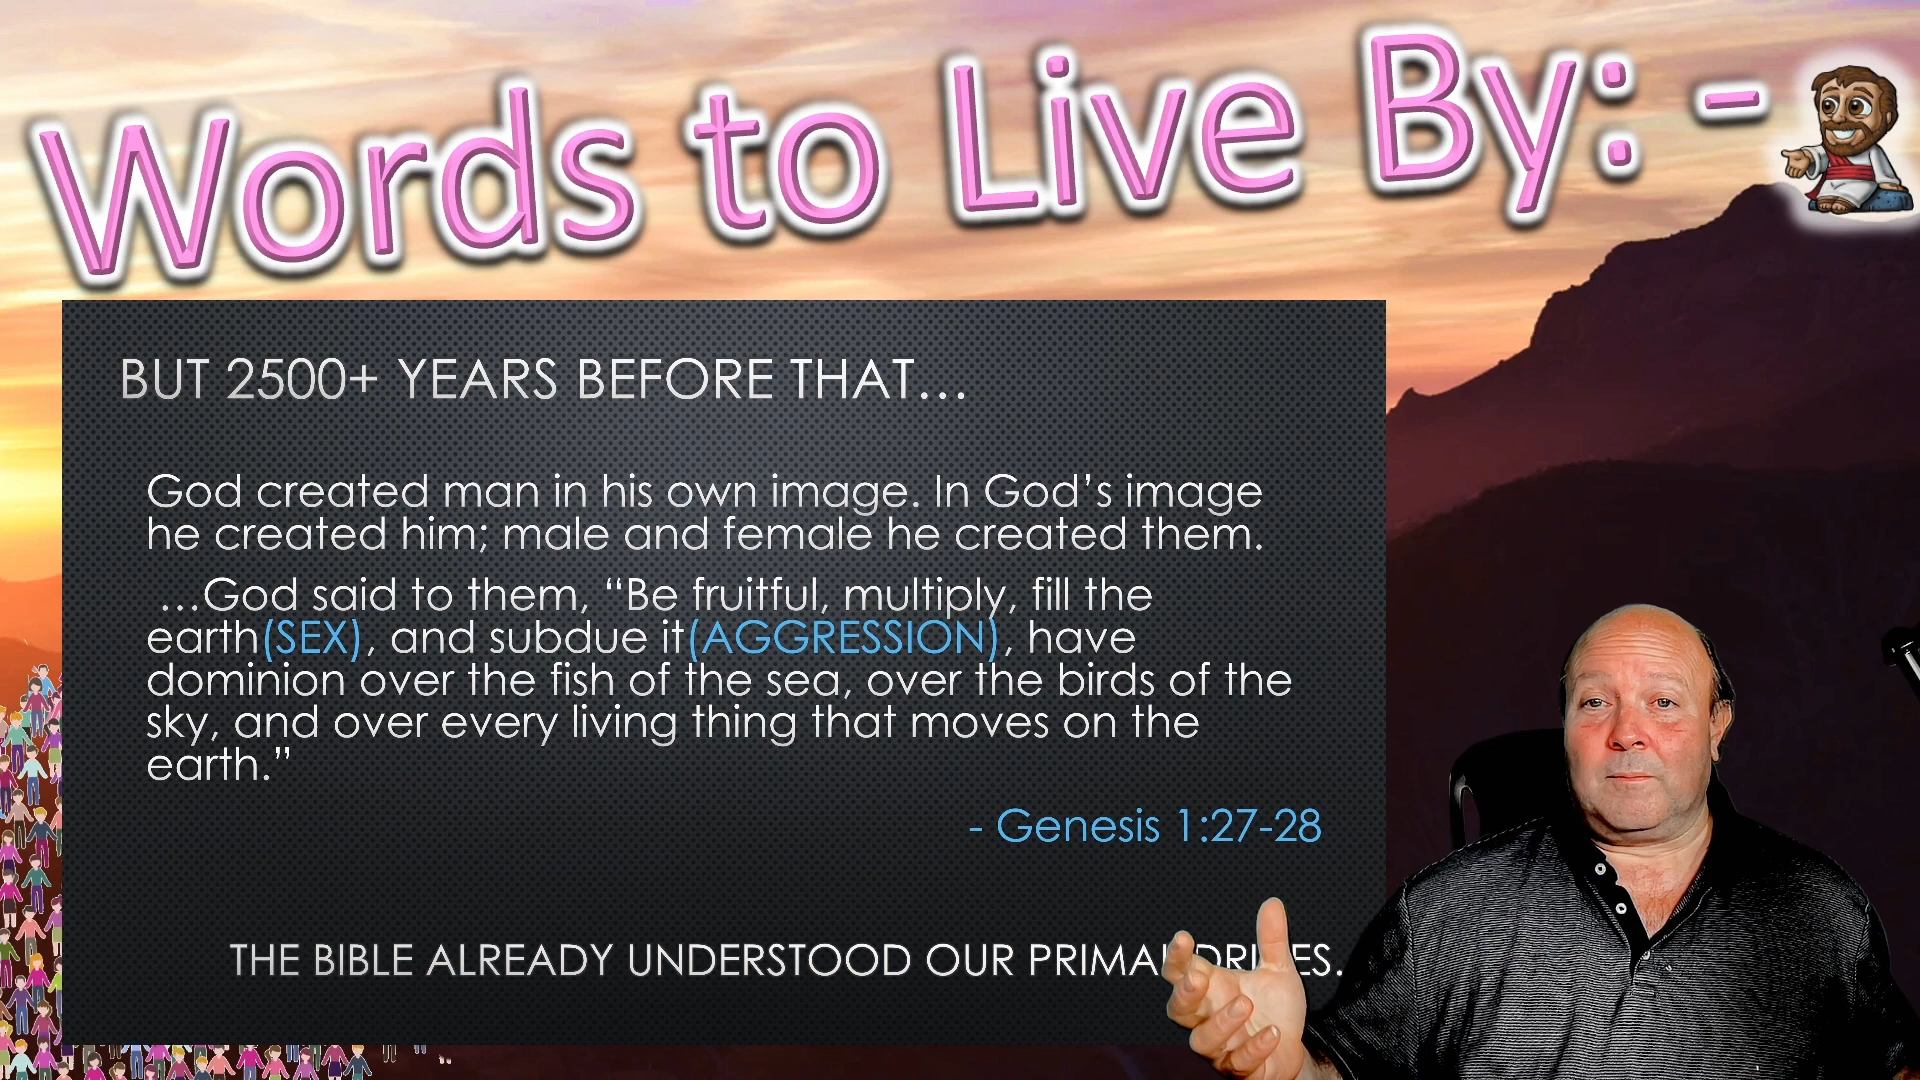 Words to Live By: -
BUT 2500+ YEARS BEFORE THAT…
God created man in his own image. In God’s image
he created him; male and female he created them.
…God said to them, “Be fruitful, multiply, fill the
earth(SEX), and subdue it(AGGRESSION), have
dominion over the fish of the sea, over the birds of the
sky, and over every living thing that moves on the
earth.”
- Genesis 1:27-28
THE BIBLE ALREADY UNDERSTOOD OUR PRIMAL DRIVES.